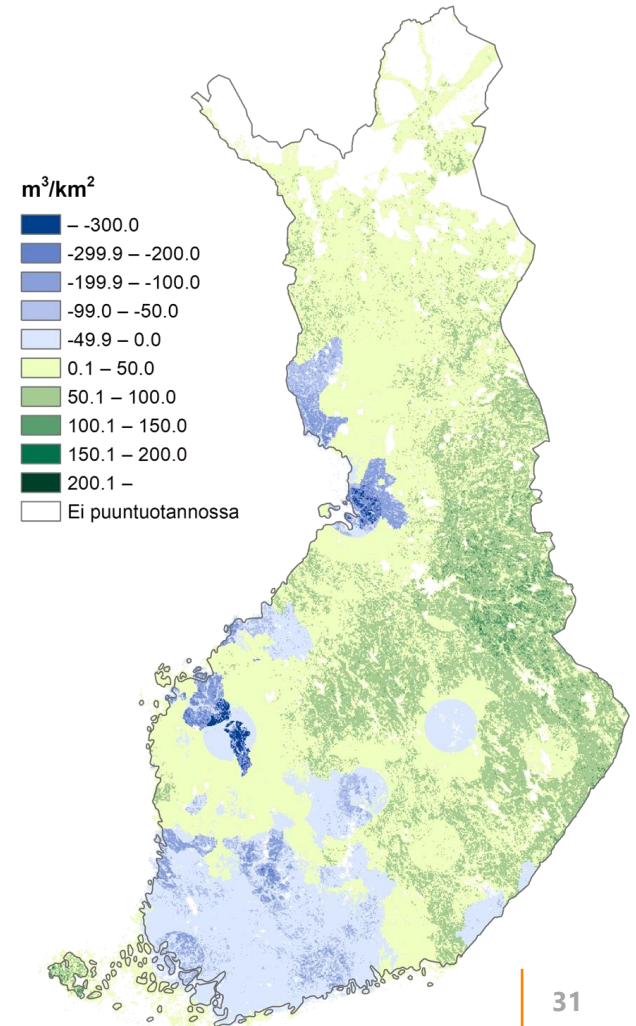 m³/km²
– -300.0
-299.9 – -200.0
-199.9 – -100.0
-99.0 – -50.0
-49.9 – 0.0
0.1 – 50.0
50.1 – 100.0
100.1 – 150.0
150.1 – 200.0
200.1 –
Ei puuntuotannossa
31